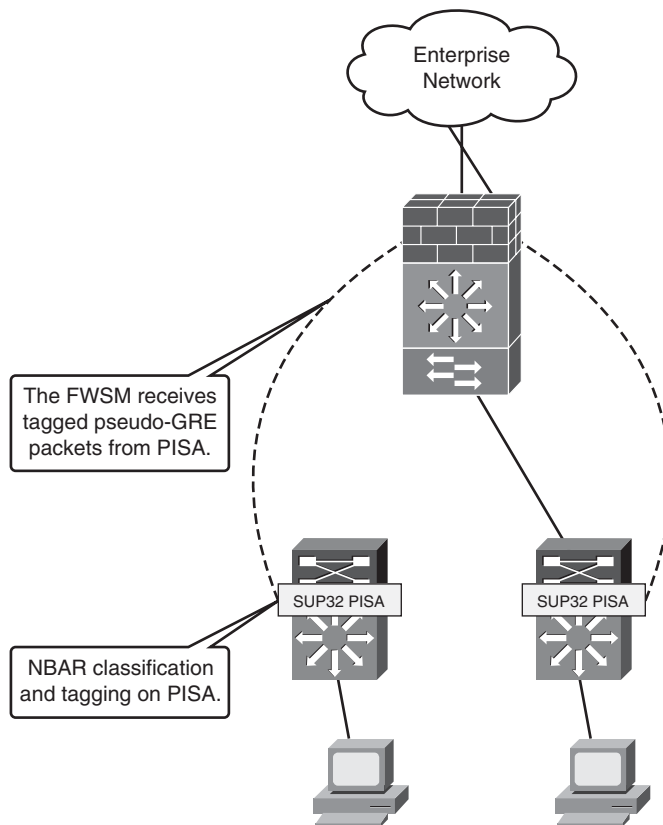 Enterprise
Network
The FWSM receives
tagged pseudo-GRE
packets from PISA.
SUP32 PISA
SUP32 PISA
NBAR classification
and tagging on PISA.